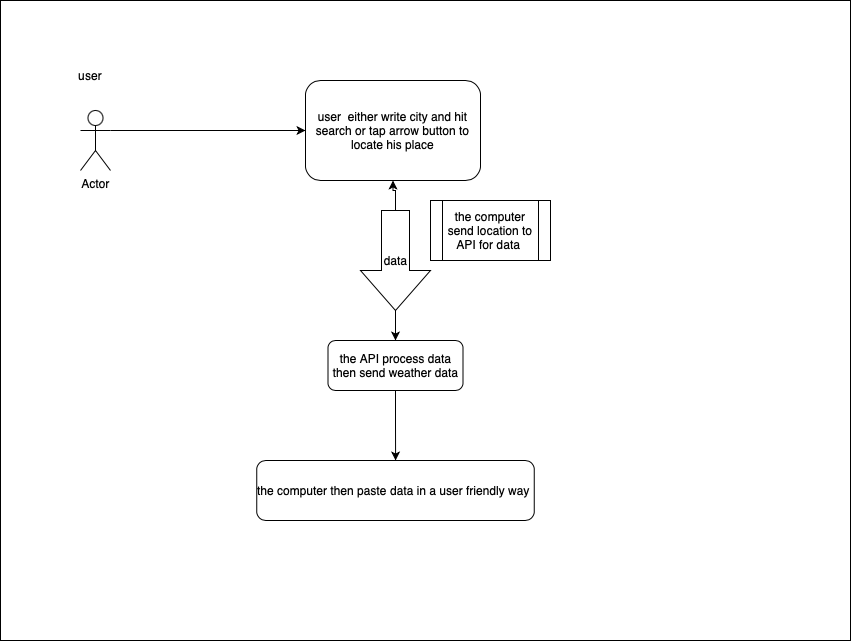 user
Actor
user  either write city and hit
search or tap arrow button to
locate his place
the computer
send location to
API for data
data
the API process data
then send weather data
the computer then paste data in a user friendly way